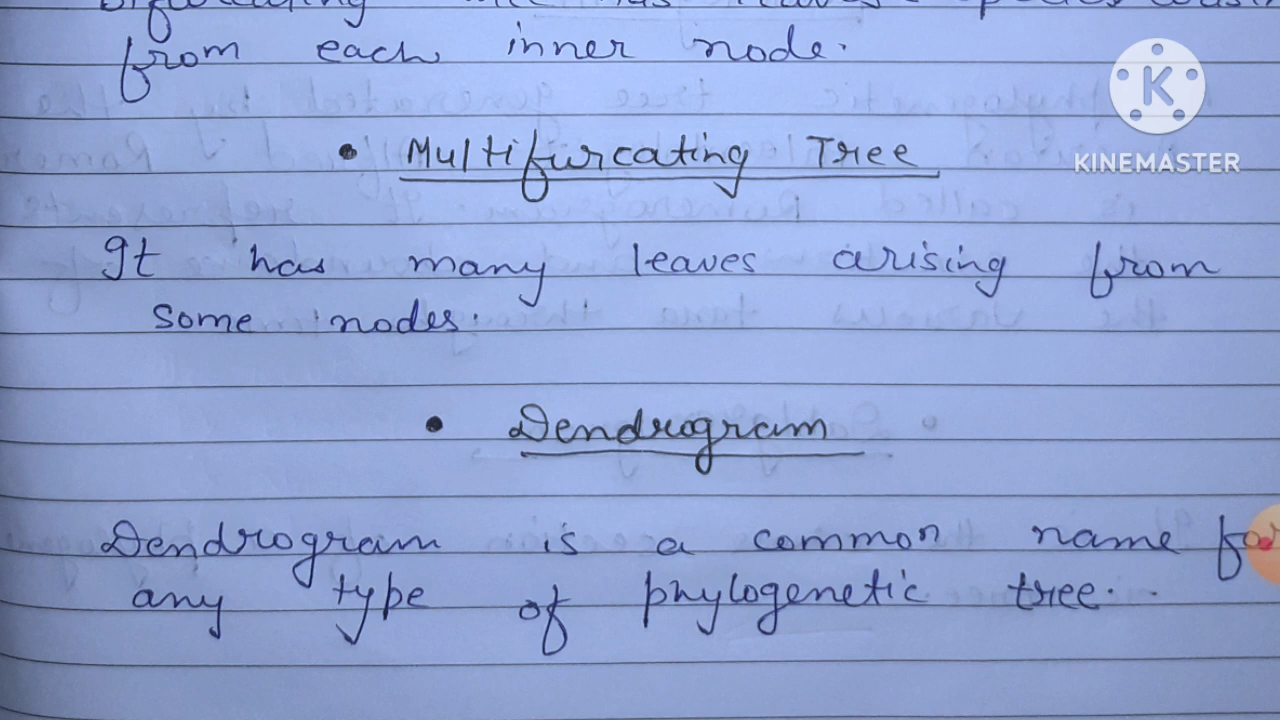 from each inner node.
• Multifurcating Tree
It has many leaves arising from
some nodes.
• Dendrogram
Dendrogram is a common name for
any type of phylogenetic tree.
K
KINEMASTER